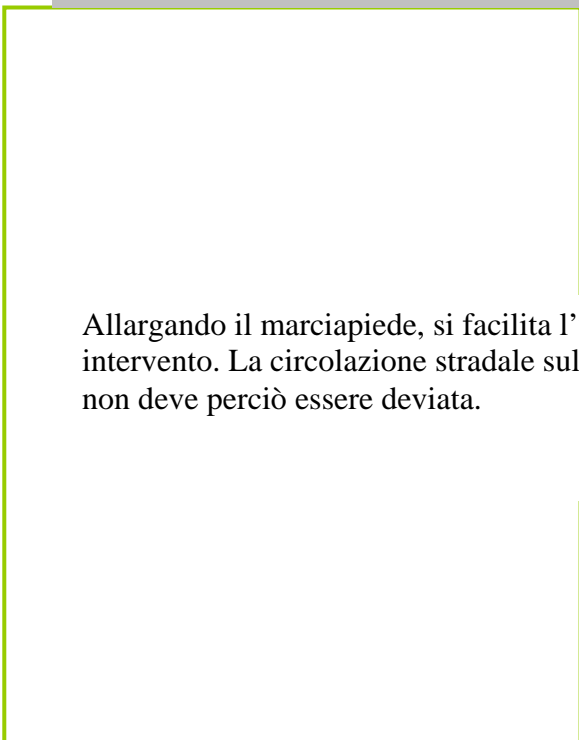 Allargando il marciapiede, si facilita l’
intervento. La circolazione stradale sul
non deve perciò essere deviata.